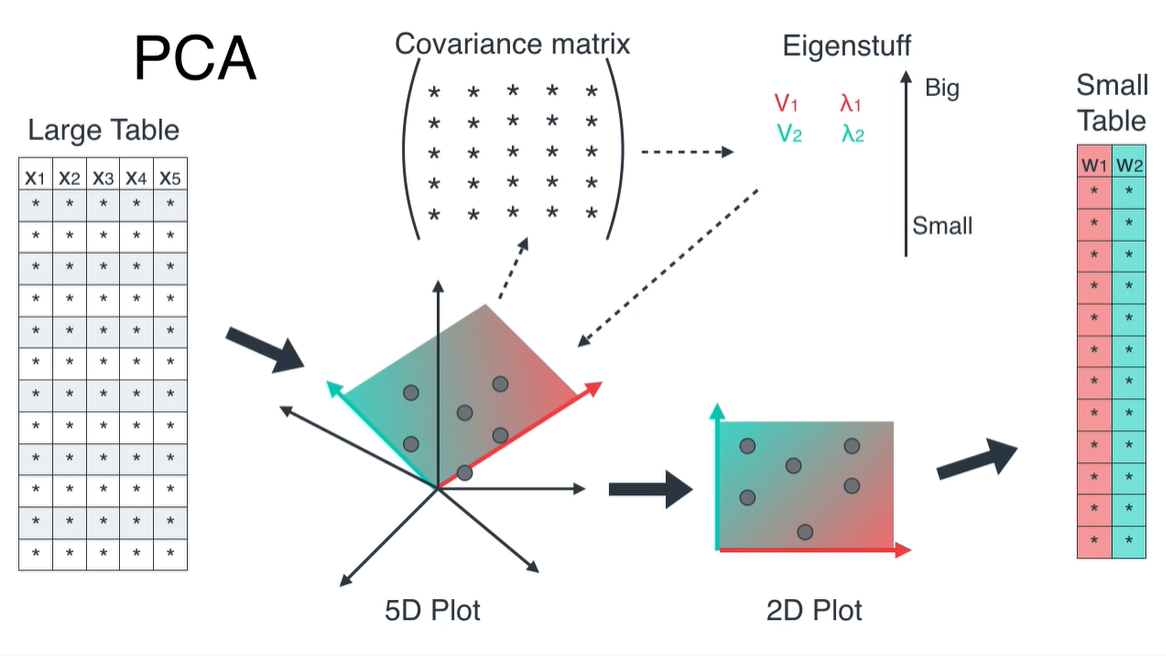 PCA
Large Table
X1 X2 X3 X4 X5
* * * * *
* * * * *
* * * * *
* * * * *
* * * * *
* * * * *
* * * * *
* * * * *
* * * * *
* * * * *
* * * * *
* * * * *
Covariance matrix
* * * * *
* * * * *
* * * * *
* * * * *
* * * * *
Eigenstuff
V1 λ1
V2 λ2
Big
Small
5D Plot
2D Plot
Small
Table
W1 W2
* *
* *
* *
* *
* *
* *
* *
* *
* *
* *
* *
* *